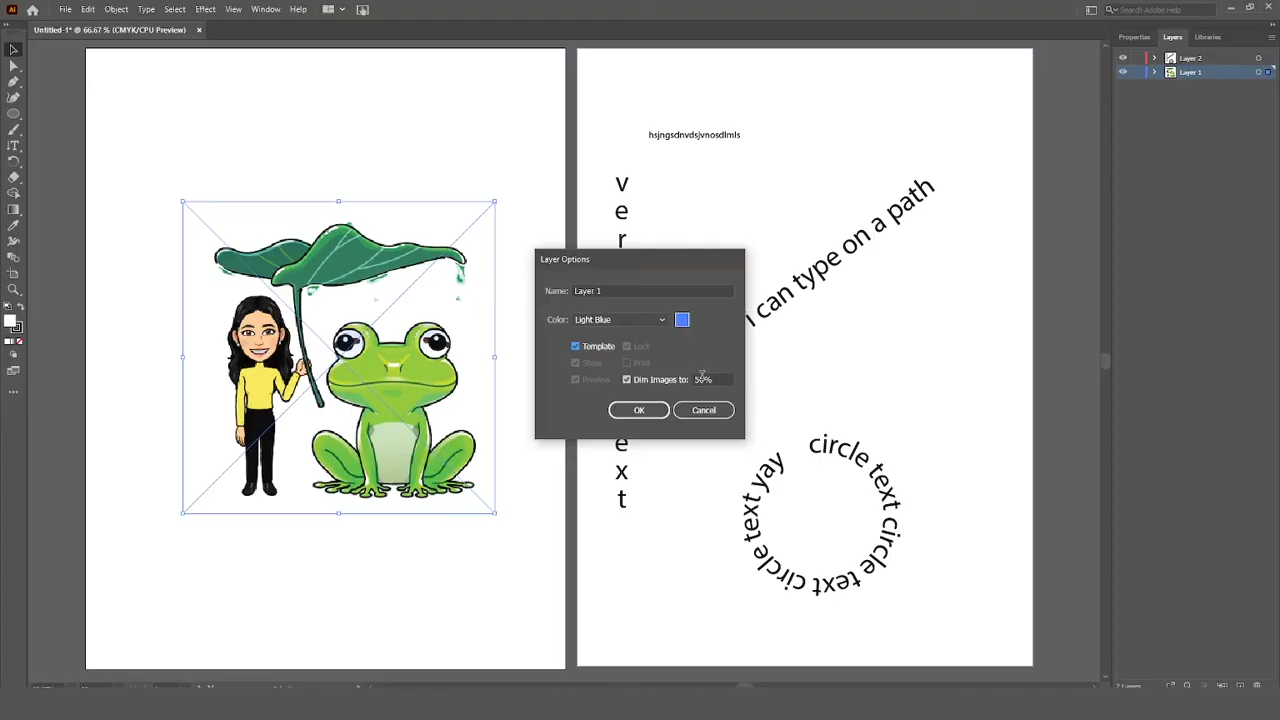 File Edit Object Type Select Effect View Window Help
Search Adobe Help
Untitled-1* @ 66.67 % (CMYK/CPU Preview) ×
Properties Layers Libraries
Layer 2
Layer 1
hsjngsdnvdsjvnosdlmls
v
e
r
e
x
t
i can type on a path
Layer Options
Name: Layer 1
Color: Light Blue
Template Lock
Show Print
Preview Dim Images to: 50%
OK Cancel
circle text circle text circle text yay
2 Layers